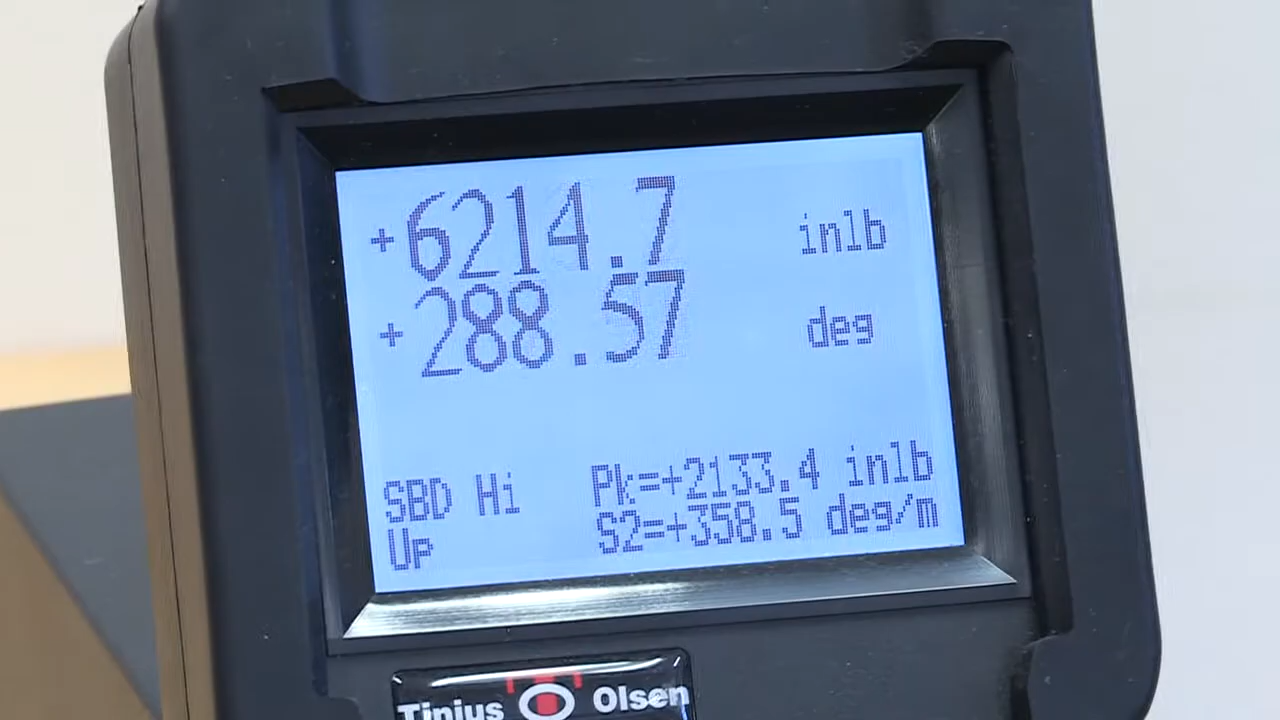 +6214.7 inlb
+288.57 deg
SBD Hi Pk=+2133.4 inlb
Up S2=+358.5 deg/m
Tinius Olsen